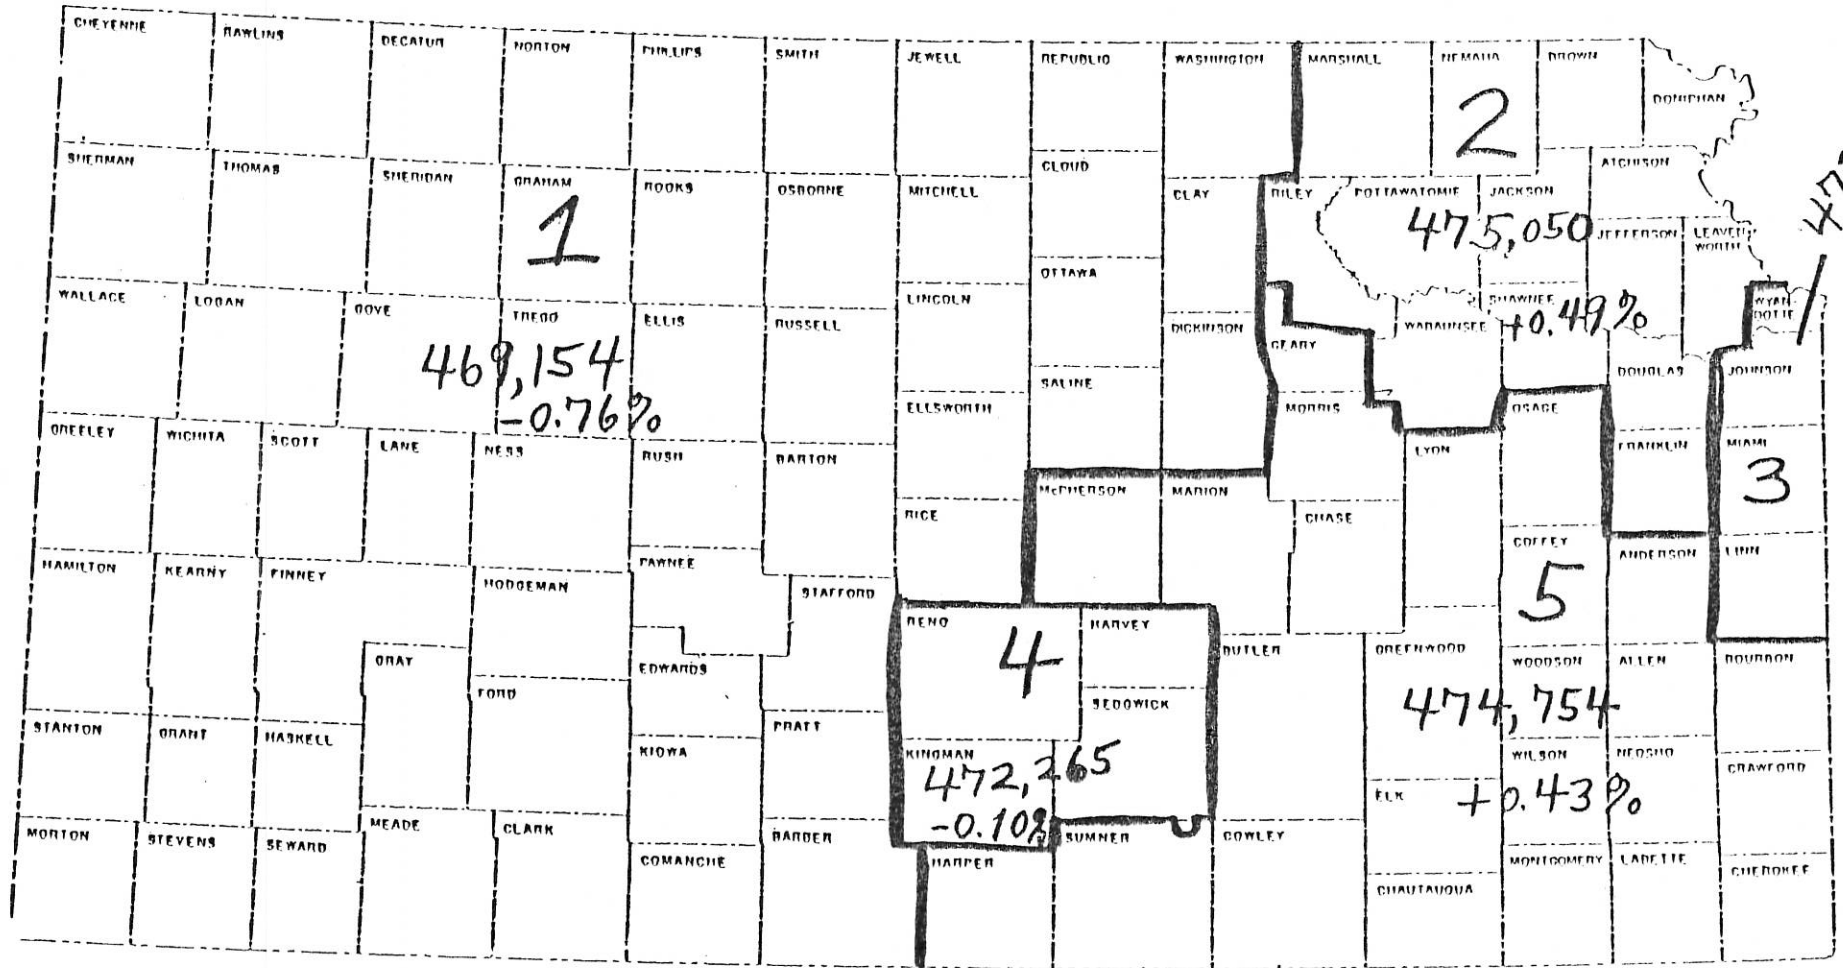 CHEYENNE
RAWLINS
DECATUR
NORTON
PHILLIPS
SMITH
JEWELL
REPUBLIC
WASHINGTON
MARSHALL
NEMAHA
BROWN
DONIPHAN
2
SHERMAN
THOMAS
SHERIDAN
GRAHAM
ROOKS
OSBORNE
MITCHELL
CLOUD
CLAY
RILEY
POTTAWATOMIE
JACKSON
ATCHISON
1
475,050
JEFFERSON
LEAVEN
WORTH
47
WALLACE
LOGAN
GOVE
TREGO
ELLIS
RUSSELL
LINCOLN
OTTAWA
DICKINSON
GEARY
WABAUNSEE
SHAWNEE
+0.49%
WYAN
DOTTE
469,154
-0.76%
ELLSWORTH
SALINE
MORRIS
OSAGE
DOUGLAS
JOHNSON
GREELEY
WICHITA
SCOTT
LANE
NESS
RUSH
BARTON
LYON
FRANKLIN
MIAMI
3
RICE
McPHERSON
MARION
CHASE
COFFEY
ANDERSON
LINN
5
HAMILTON
KEARNY
FINNEY
HODGEMAN
PAWNEE
STAFFORD
RENO
HARVEY
4
GRAY
FORD
EDWARDS
BUTLER
GREENWOOD
WOODSON
ALLEN
BOURBON
474,754
STANTON
GRANT
HASKELL
KIOWA
PRATT
KINGMAN
SEDGWICK
472,265
-0.10%
WILSON
NEOSHO
CRAWFORD
ELK
+0.43%
MORTON
STEVENS
SEWARD
MEADE
CLARK
COMANCHE
BARBER
HARPER
SUMNER
COWLEY
CHAUTAUQUA
MONTGOMERY
LABETTE
CHEROKEE